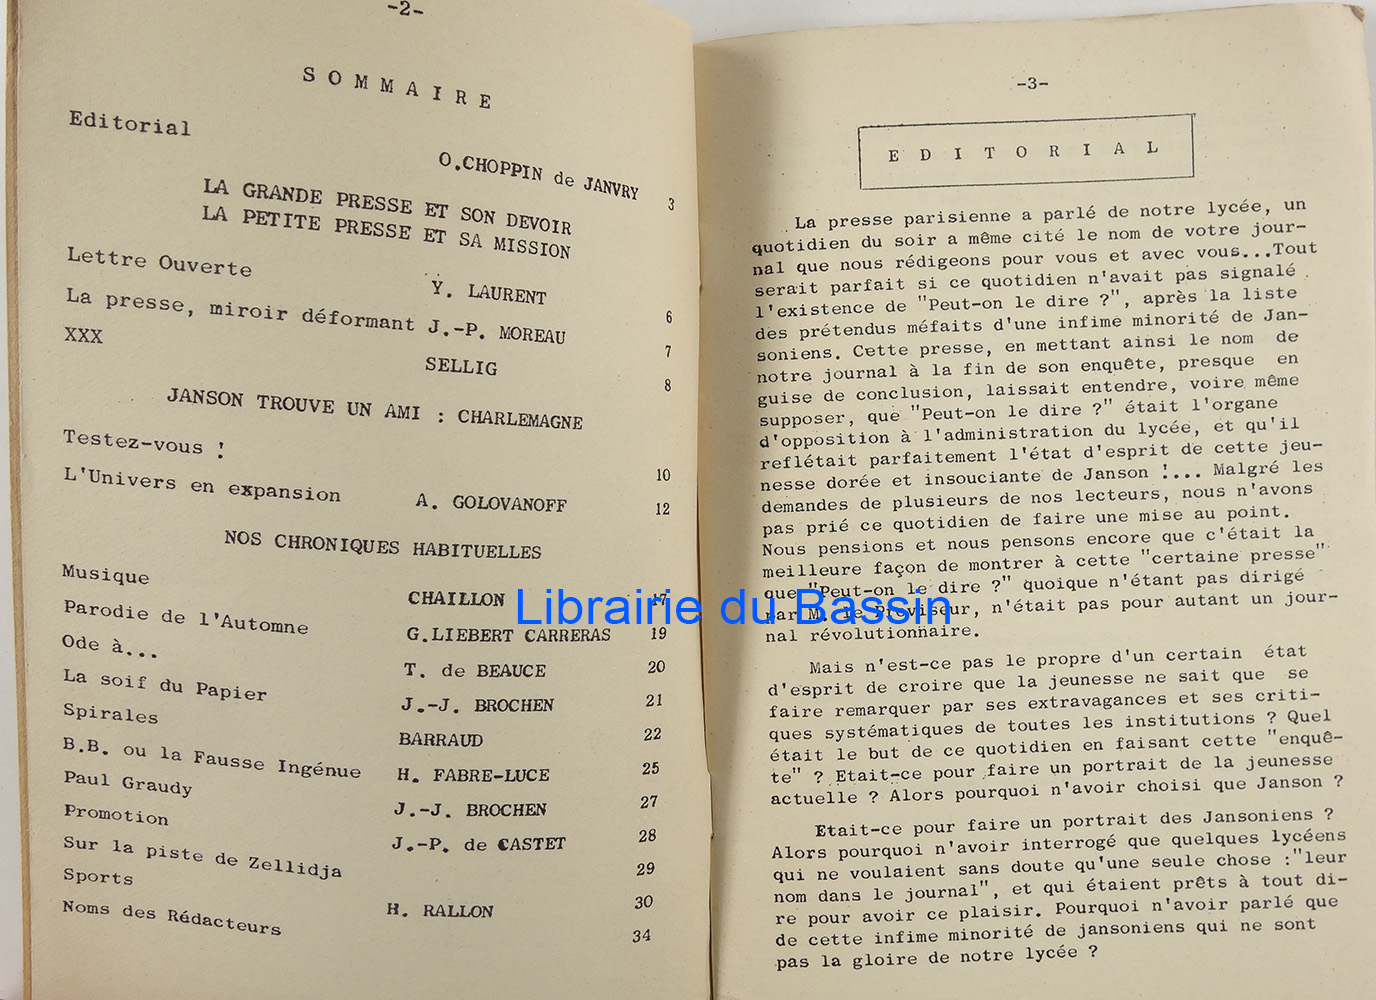 -2-
S O M M A I R E
Editorial
O.CHOPPIN de JANVRY 3
LA GRANDE PRESSE ET SON DEVOIR
LA PETITE PRESSE ET SA MISSION
Lettre Ouverte Y. LAURENT 6
La presse, miroir déformant J.-P. MOREAU 7
XXX SELLIG 8
JANSON TROUVE UN AMI : CHARLEMAGNE
Testez-vous ! 10
L'Univers en expansion A. GOLOVANOFF 12
NOS CHRONIQUES HABITUELLES
Musique CHAILLON 17
Parodie de l'Automne G.LIEBERT CARRERAS 19
Ode à... T. de BEAUCE 20
La soif du Papier J.-J. BROCHEN 21
Spirales BARRAUD 22
B.B. ou la Fausse Ingénue H. FABRE-LUCE 25
Paul Graudy J.-J. BROCHEN 27
Promotion J.-P. de CASTET 28
Sur la piste de Zellidja 29
Sports H. RALLON 30
Noms des Rédacteurs 34
-3-
E D I T O R I A L
La presse parisienne a parlé de notre lycée, un
quotidien du soir a même cité le nom de votre jour-
nal que nous rédigeons pour vous et avec vous...Tout
serait parfait si ce quotidien n'avait pas signalé
l'existence de "Peut-on le dire ?", après la liste
des prétendus méfaits d'une infime minorité de Jan-
soniens. Cette presse, en mettant ainsi le nom de
notre journal à la fin de son enquête, presque en
guise de conclusion, laissait entendre, voire même
supposer, que "Peut-on le dire ?" était l'organe
d'opposition à l'administration du lycée, et qu'il
reflétait parfaitement l'état d'esprit de cette jeu-
nesse dorée et insouciante de Janson !... Malgré les
demandes de plusieurs de nos lecteurs, nous n'avons
pas prié ce quotidien de faire une mise au point.
Nous pensions et nous pensons encore que c'était la
meilleure façon de montrer à cette "certaine presse"
que "Peut-on le dire ?" quoique n'étant pas dirigé
par M. le Proviseur, n'était pas pour autant un jour-
nal révolutionnaire.
Mais n'est-ce pas le propre d'un certain état
d'esprit de croire que la jeunesse ne sait que se
faire remarquer par ses extravagances et ses criti-
ques systématiques de toutes les institutions ? Quel
était le but de ce quotidien en faisant cette "enquê-
te" ? Etait-ce pour faire un portrait de la jeunesse
actuelle ? Alors pourquoi n'avoir choisi que Janson ?
Etait-ce pour faire un portrait des Jansoniens ?
Alors pourquoi n'avoir interrogé que quelques lycéens
qui ne voulaient sans doute qu'une seule chose :"leur
nom dans le journal", et qui étaient prêts à tout di-
re pour avoir ce plaisir. Pourquoi n'avoir parlé que
de cette infime minorité de jansoniens qui ne sont
pas la gloire de notre lycée ?
Librairie du Bassin